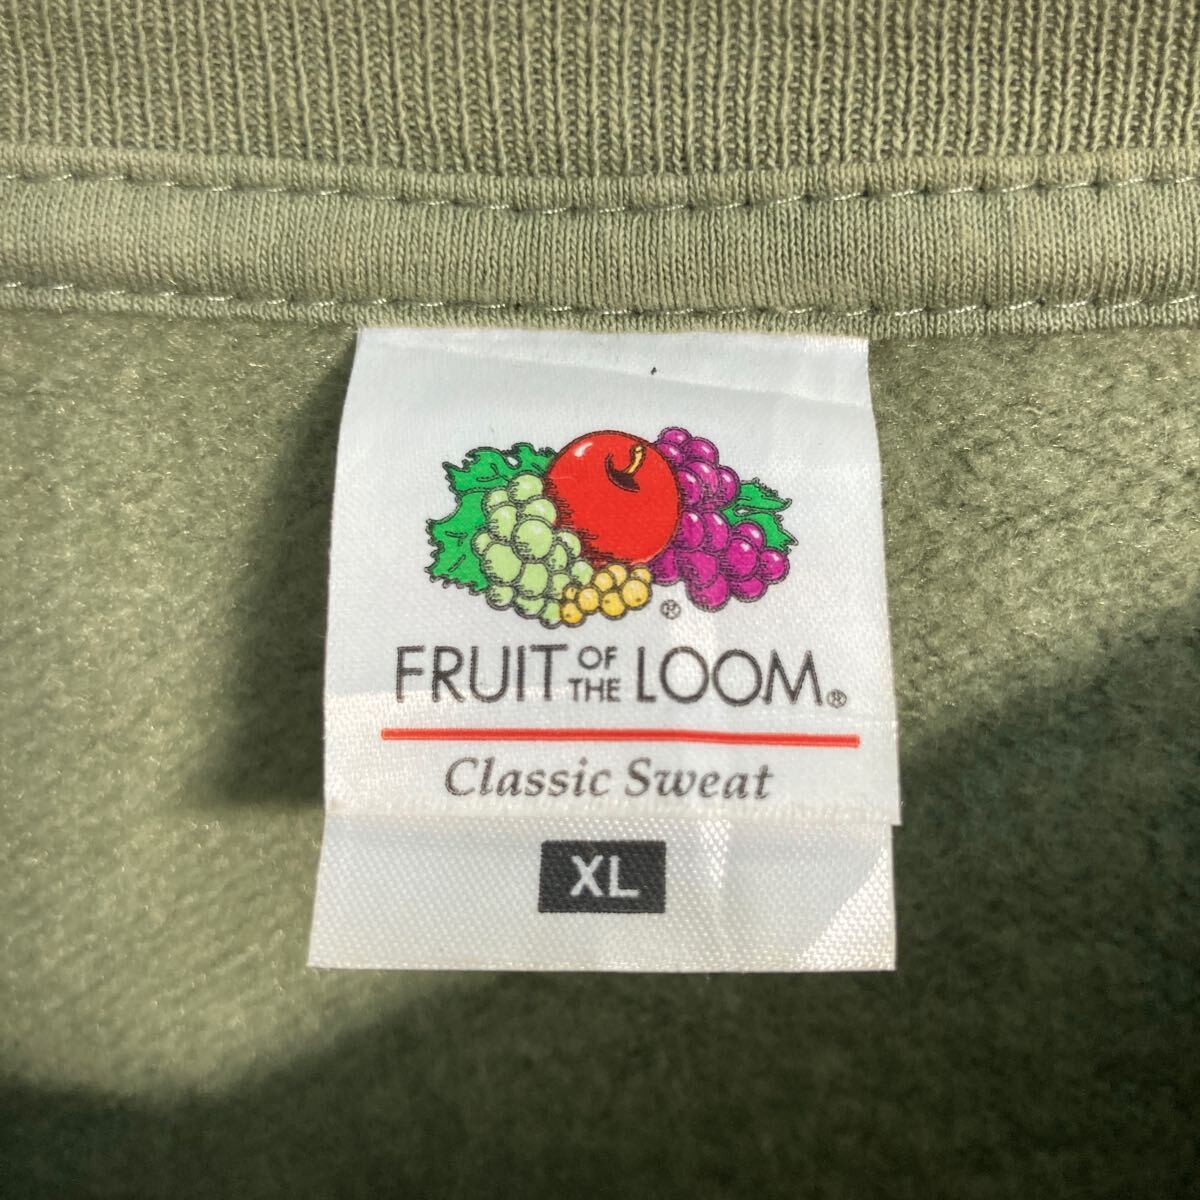 ®
FRUIT OF THE LOOM®
Classic Sweat
XL